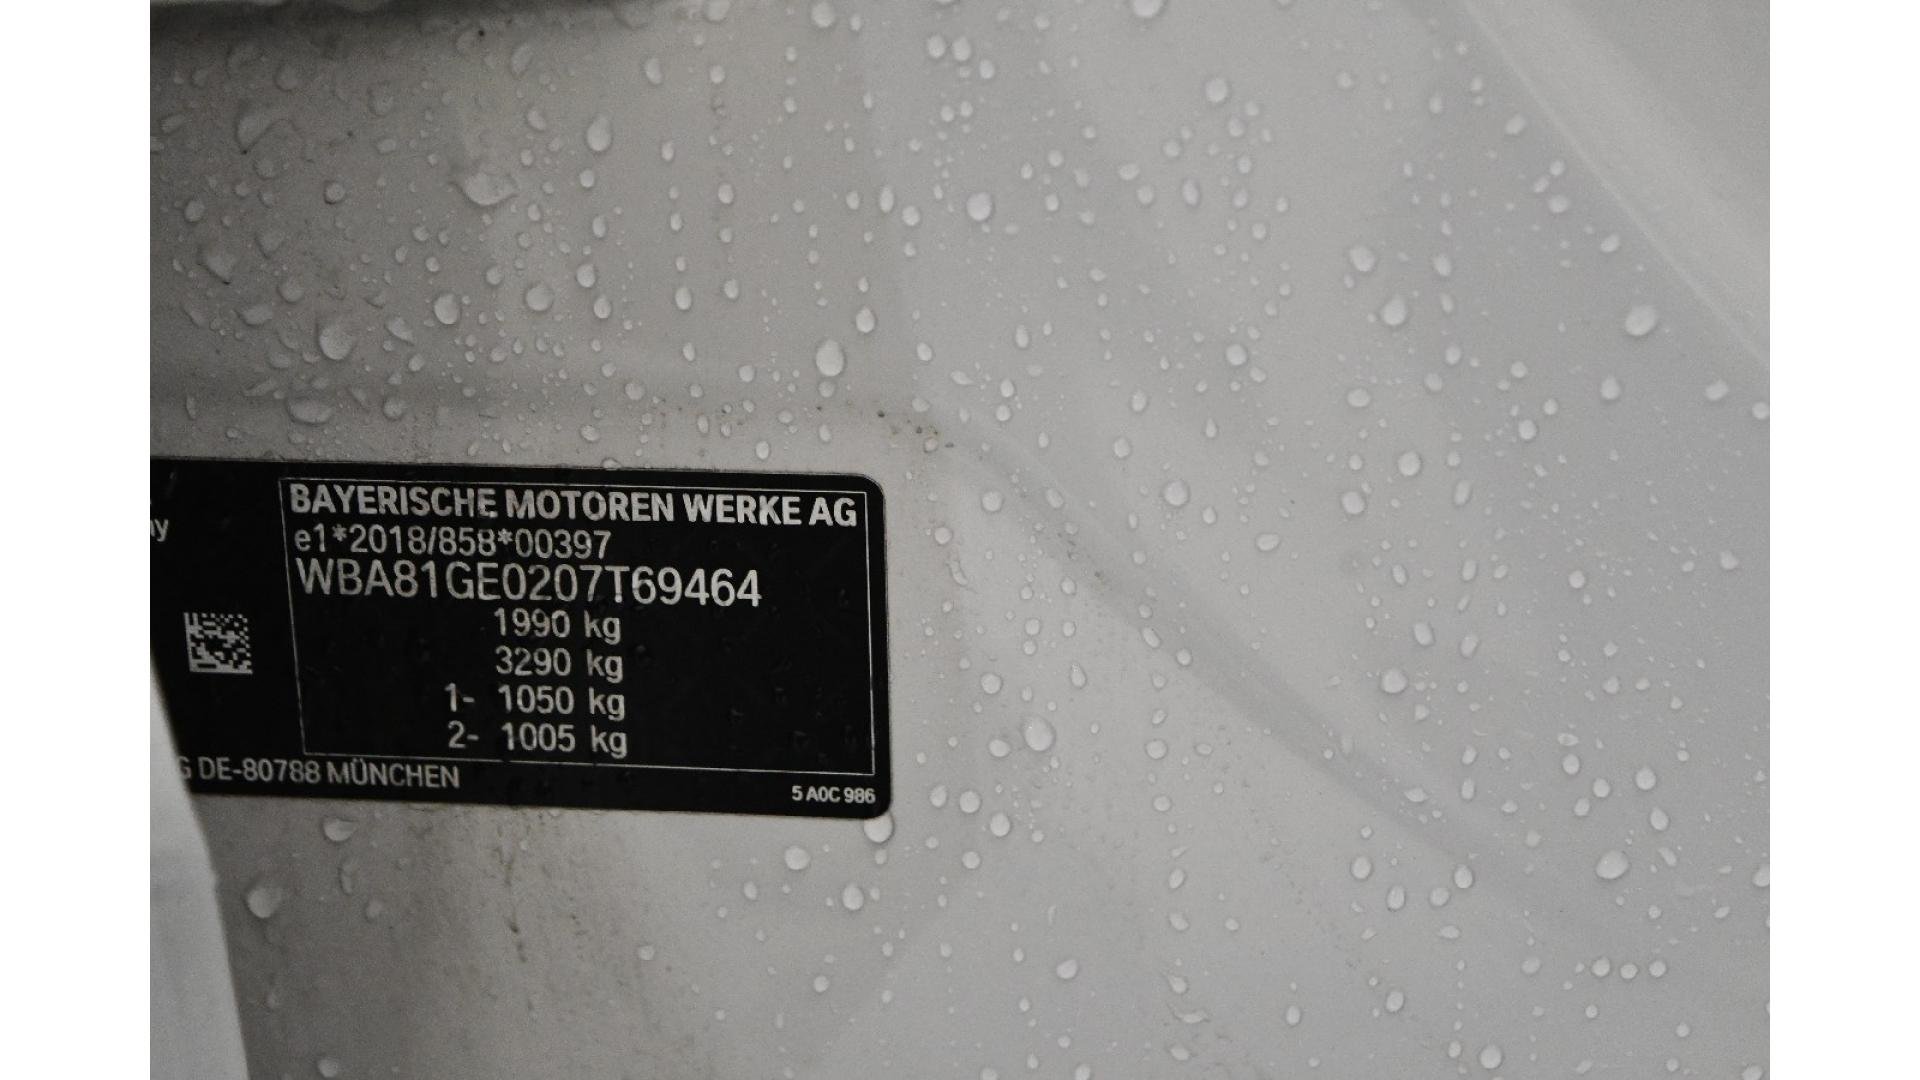 BAYERISCHE MOTOREN WERKE AG
e1*2018/858*00397
WBA81GE0207T69464
1990 kg
3290 kg
1- 1050 kg
2- 1005 kg
G DE-80788 MÜNCHEN
5 A0C 986